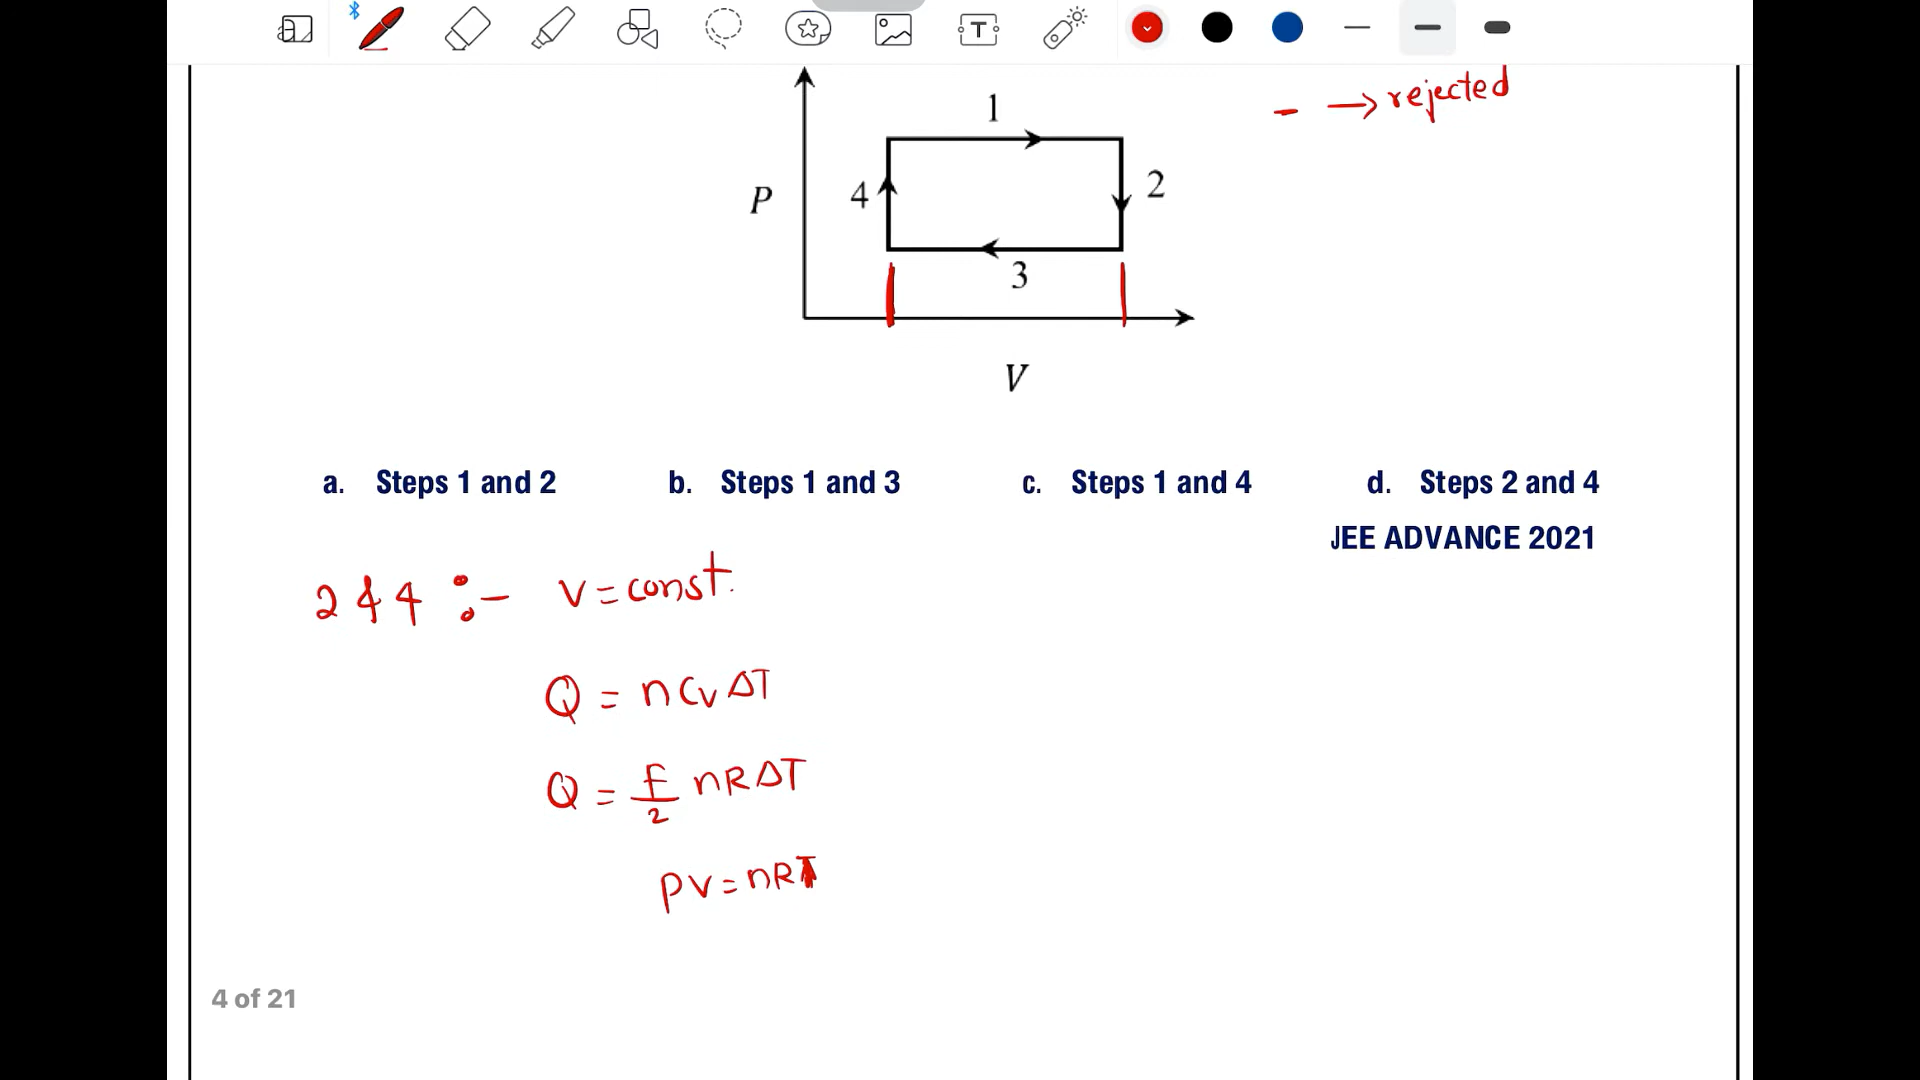 - → rejected
1
P
4
2
3
V
a. Steps 1 and 2 b. Steps 1 and 3 c. Steps 1 and 4 d. Steps 2 and 4
JEE ADVANCE 2021
2 & 4 :- V = const.
Q = nCvΔT
Q = F/2 nRΔT
PV = nRT
4 of 21